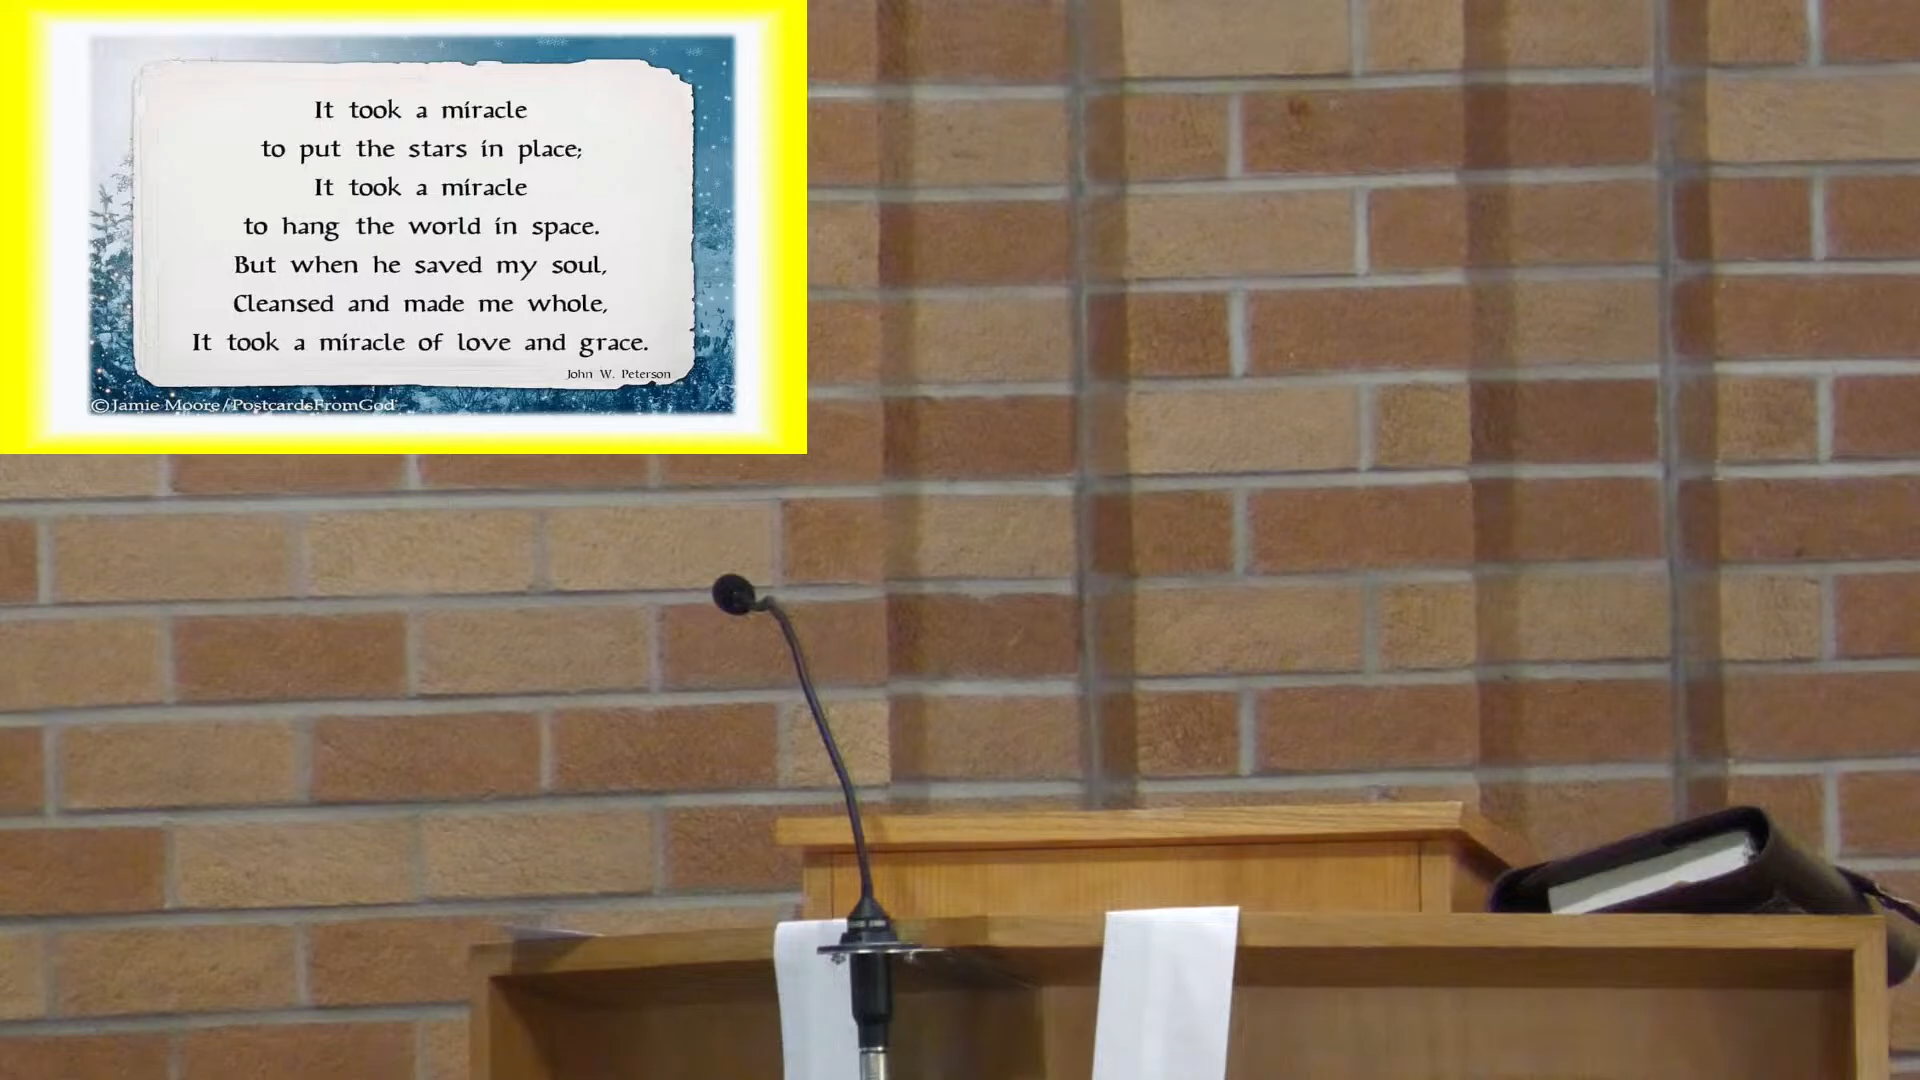 It took a miracle
to put the stars in place;
It took a miracle
to hang the world in space.
But when he saved my soul,
Cleansed and made me whole,
It took a miracle of love and grace.
John W. Peterson
©Jamie Moore/PostcardsFromGod